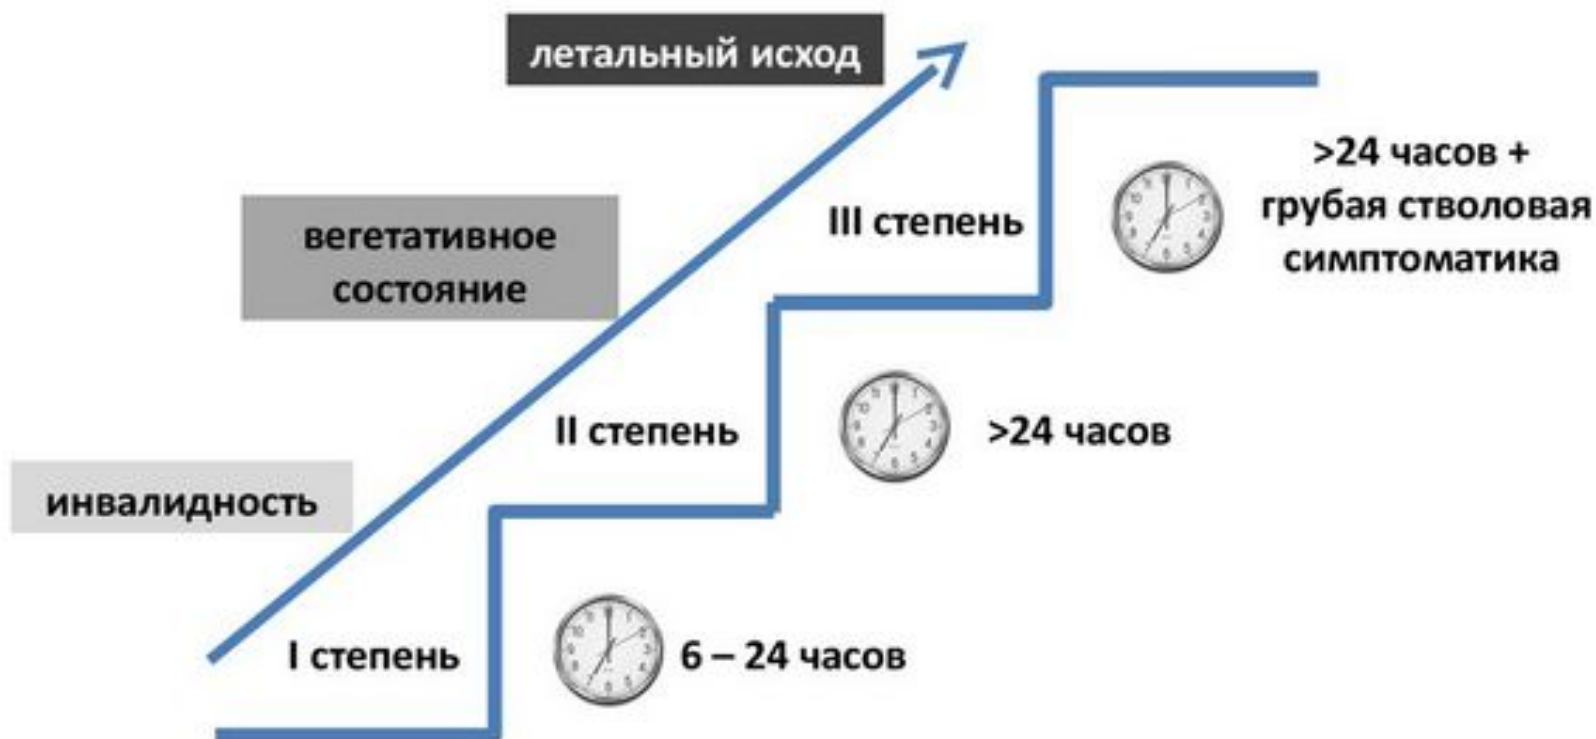 летальный исход
>24 часов +
грубая стволовая
симптоматика
III степень
вегетативное
состояние
II степень
>24 часов
инвалидность
I степень
6 – 24 часов